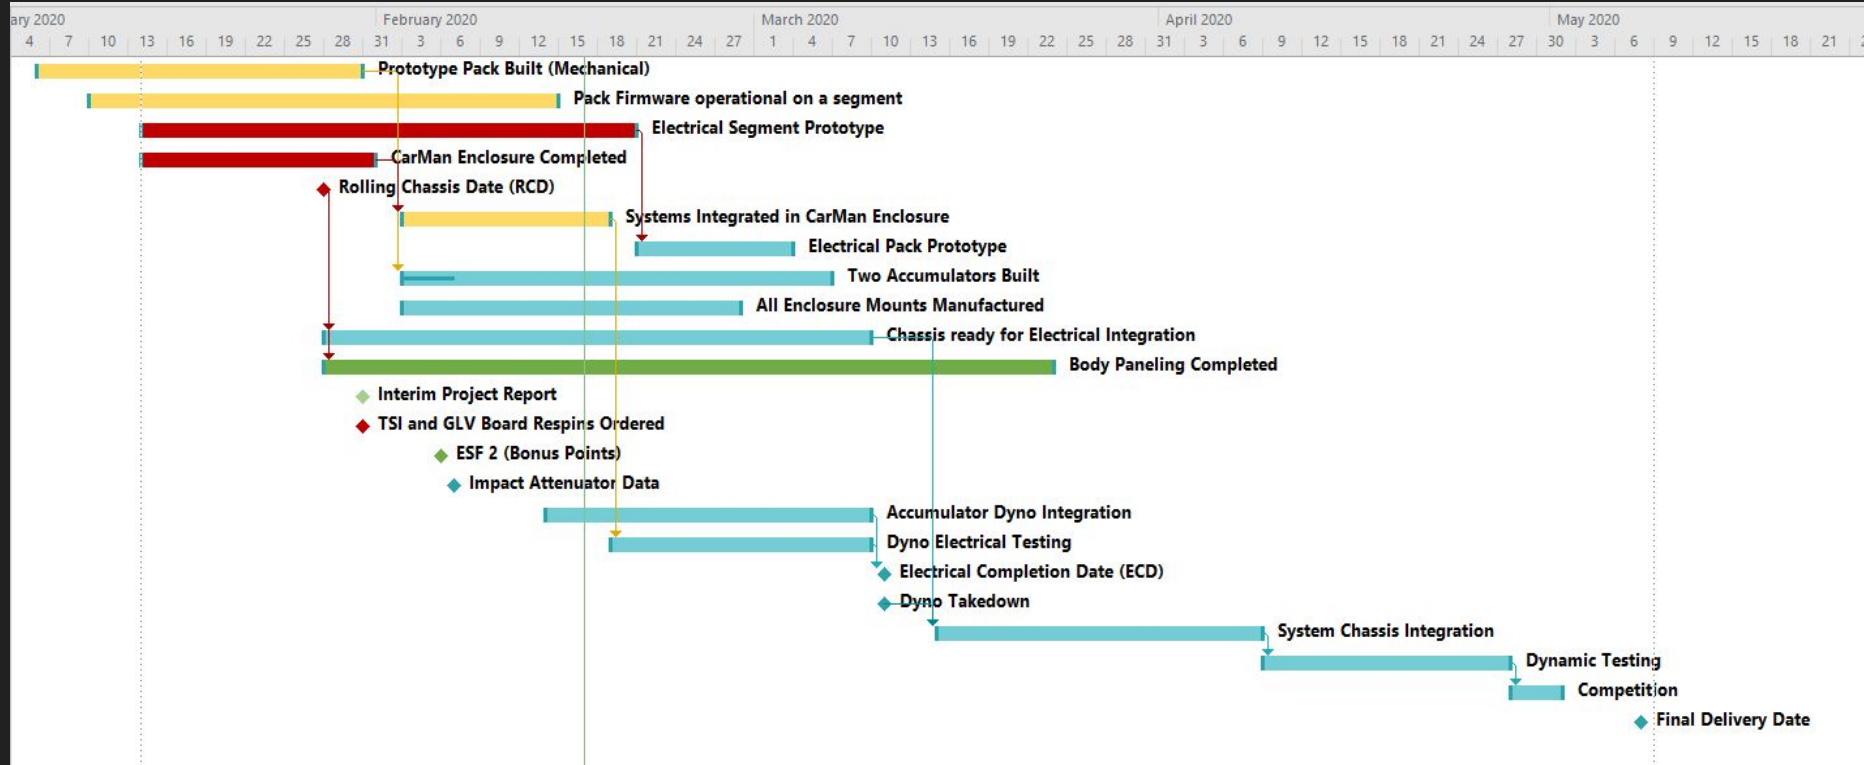 ary 2020 February 2020 March 2020 April 2020 May 2020
4 7 10 13 16 19 22 25 28 31 3 6 9 12 15 18 21 24 27 1 4 7 10 13 16 19 22 25 28 31 3 6 9 12 15 18 21 24 27 30 3 6 9 12 15 18 21 2
Prototype Pack Built (Mechanical)
Pack Firmware operational on a segment
Electrical Segment Prototype
CarMan Enclosure Completed
Rolling Chassis Date (RCD)
Systems Integrated in CarMan Enclosure
Electrical Pack Prototype
Two Accumulators Built
All Enclosure Mounts Manufactured
Chassis ready for Electrical Integration
Body Paneling Completed
Interim Project Report
TSI and GLV Board Respins Ordered
ESF 2 (Bonus Points)
Impact Attenuator Data
Accumulator Dyno Integration
Dyno Electrical Testing
Electrical Completion Date (ECD)
Dyno Takedown
System Chassis Integration
Dynamic Testing
Competition
Final Delivery Date